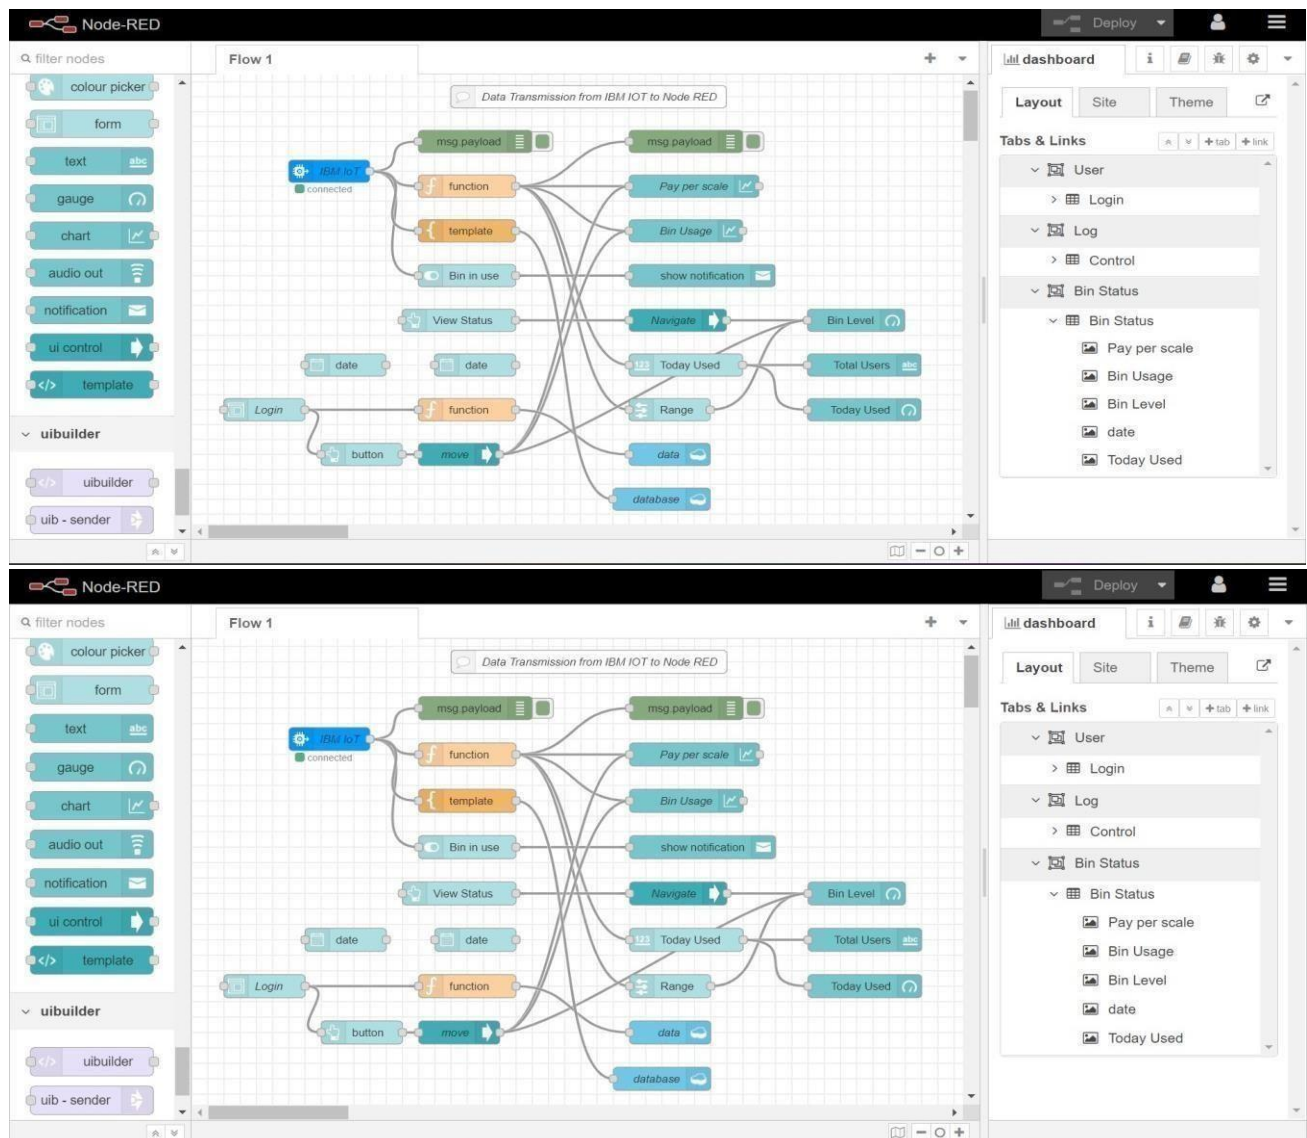 Node-RED
Deploy
filter nodes
Flow 1
dashboard
colour picker
form
text
abc
gauge
chart
audio out
notification
ui control
template
uibuilder
uibuilder
uib - sender
Data Transmission from IBM IOT to Node RED
msg.payload
msg.payload
IBM IoT
connected
function
Pay per scale
template
Bin Usage
Bin in use
show notification
View Status
Navigate
Bin Level
date
date
123 Today Used
Total Users abc
Login
function
Range
Today Used
button
move
data
database
Layout
Site
Theme
Tabs & Links
+ tab
+ link
User
Login
Log
Control
Bin Status
Bin Status
Pay per scale
Bin Usage
Bin Level
date
Today Used
Node-RED
Deploy
filter nodes
Flow 1
dashboard
colour picker
form
text
abc
gauge
chart
audio out
notification
ui control
template
uibuilder
uibuilder
uib - sender
Data Transmission from IBM IOT to Node RED
msg.payload
msg.payload
IBM IoT
connected
function
Pay per scale
template
Bin Usage
Bin in use
show notification
View Status
Navigate
Bin Level
date
date
123 Today Used
Total Users abc
Login
function
Range
Today Used
button
move
data
database
Layout
Site
Theme
Tabs & Links
+ tab
+ link
User
Login
Log
Control
Bin Status
Bin Status
Pay per scale
Bin Usage
Bin Level
date
Today Used